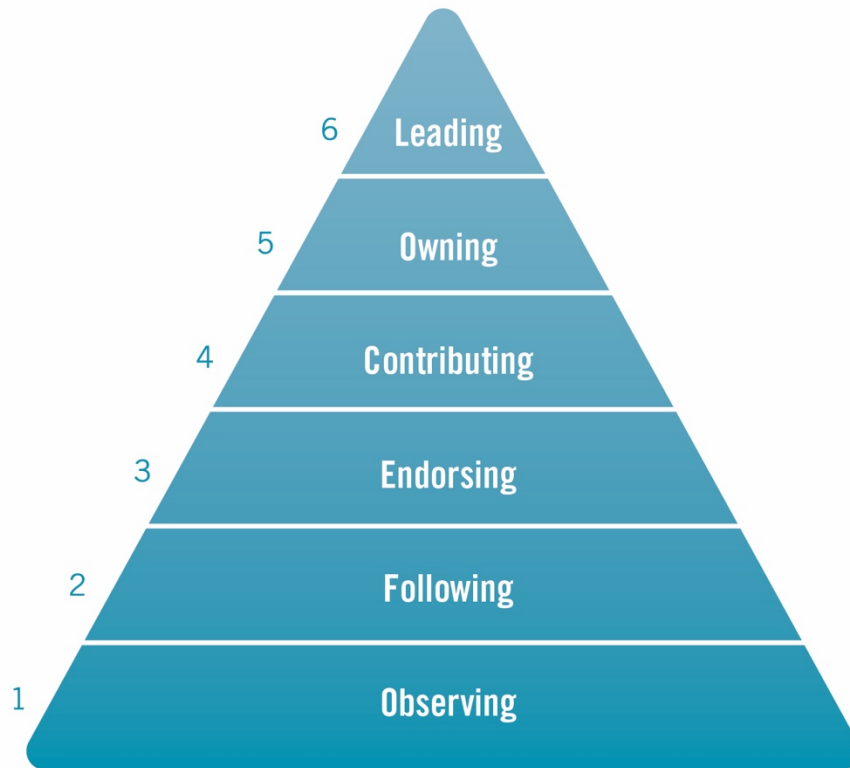 6 Leading
5 Owning
4 Contributing
3 Endorsing
2 Following
1 Observing